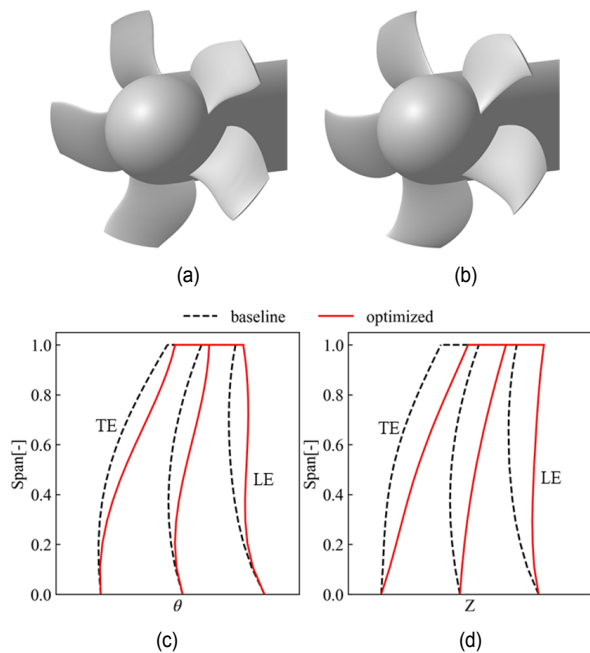 (a) (b)
baseline optimized
1.0 1.0
0.8 0.8
TE TE
Span[-] Span[-]
0.6 0.6
0.4 0.4
LE LE
0.2 0.2
0.0 0.0
θ Z
(c) (d)